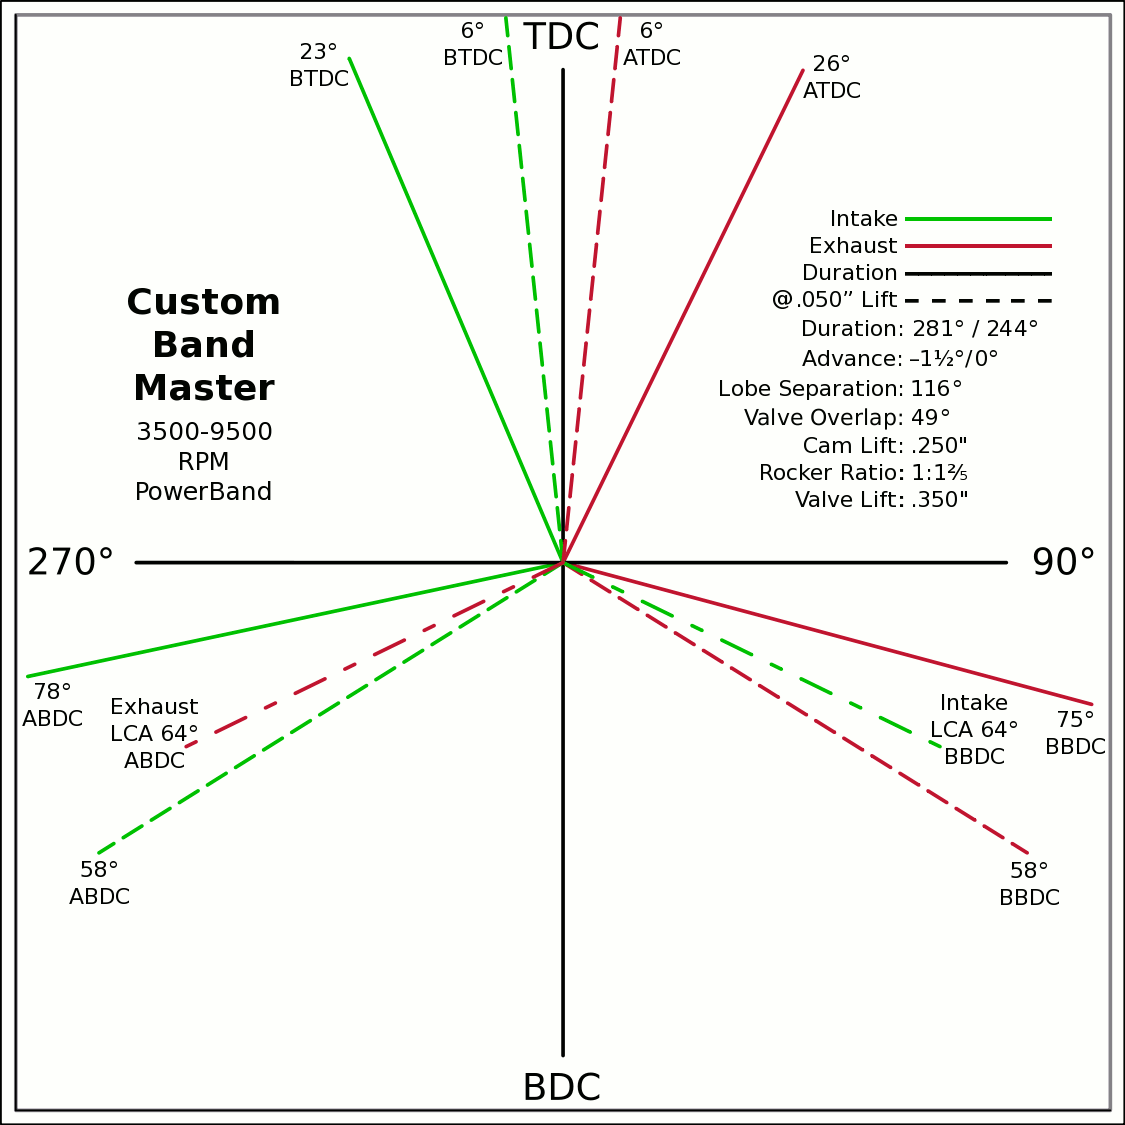 6°
BTDC
TDC
6°
ATDC
23°
BTDC
26°
ATDC
Intake
Exhaust
Duration
@.050” Lift
Duration: 281° / 244°
Advance: –1½°/0°
Lobe Separation: 116°
Valve Overlap: 49°
Cam Lift: .250"
Rocker Ratio: 1:1⅖
Valve Lift: .350"
Custom
Band
Master
3500-9500
RPM
PowerBand
270°
90°
78°
ABDC
Exhaust
LCA 64°
ABDC
Intake
LCA 64°
BBDC
75°
BBDC
58°
ABDC
58°
BBDC
BDC